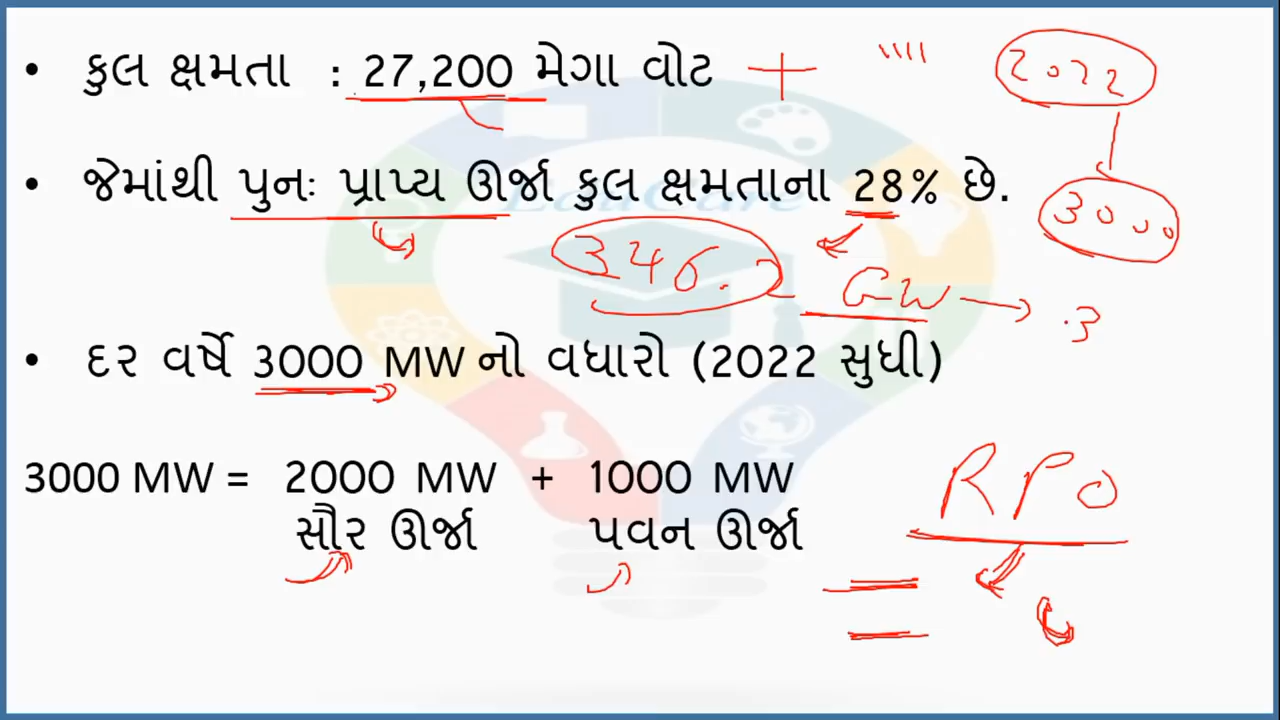 • કુલ ક્ષમતા : 27,200 મેગા વોટ +
2022
• જેમાંથી પુનઃ પ્રાપ્ય ઊર્જા કુલ ક્ષમતાના 28% છે.
3000
346.2 GW → .3
• દર વર્ષે 3000 MW નો વધારો (2022 સુધી)
3000 MW = 2000 MW + 1000 MW
સૌર ઊર્જા પવન ઊર્જા
RPO